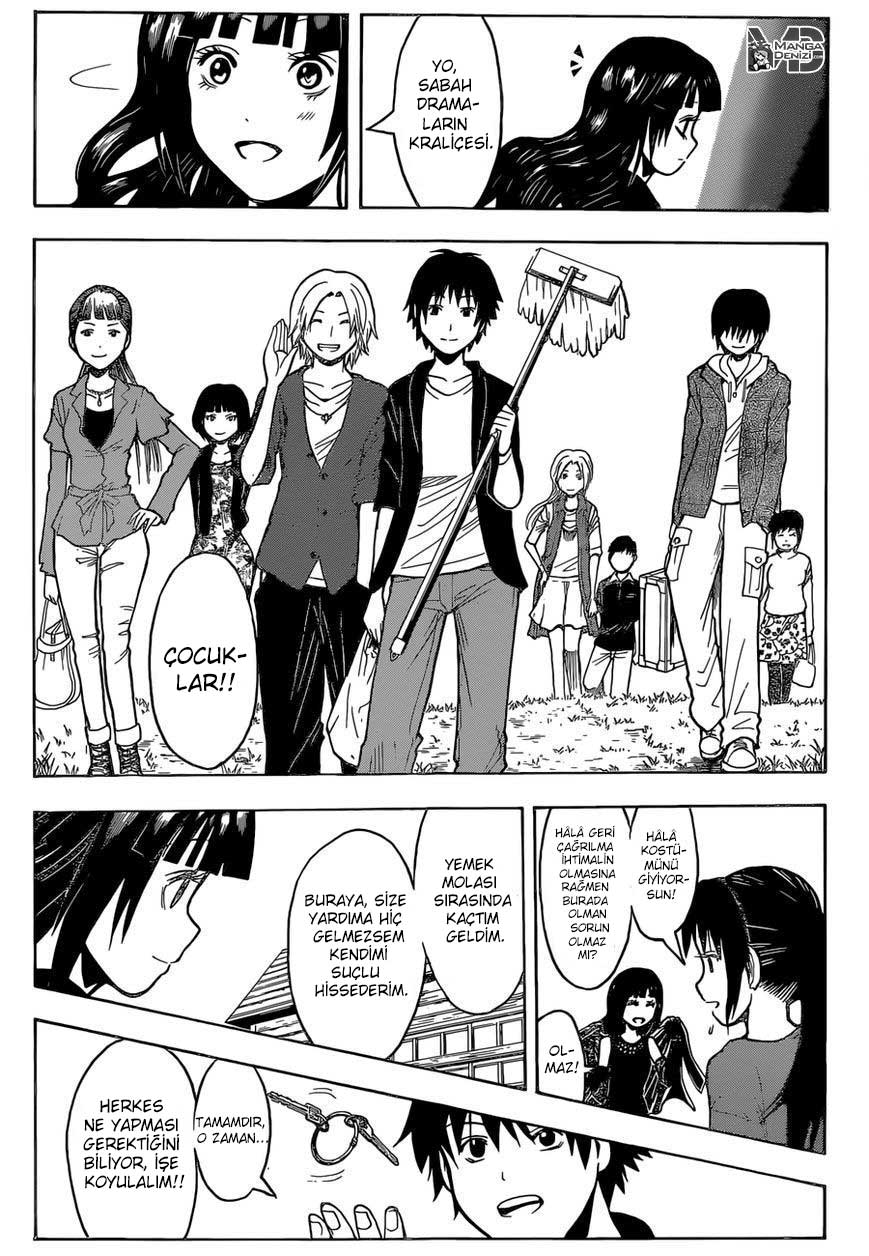 MANGA
DENİZİ.com
YO,
SABAH
DRAMA-
LARIN
KRALİÇESİ.
ÇOCUK-
LAR!!
HÂLÂ
KOSTÜ-
MÜNÜ
GİYİYOR-
SUN!
HÂLÂ GERİ
ÇAĞRILMA
İHTİMALİN
OLMASINA
RAĞMEN
BURADA
OLMAN
SORUN
OLMAZ
MI?
OL-
MAZ!
YEMEK
MOLASI
SIRASINDA
KAÇTIM
GELDİM.
BURAYA, SİZE
YARDIMA HİÇ
GELMEZSEM
KENDİMİ
SUÇLU
HİSSEDERİM.
TAMAMDIR,
O ZAMAN...
HERKES
NE YAPMASI
GEREKTİĞİNİ
BİLİYOR, İŞE
KOYULALIM!!